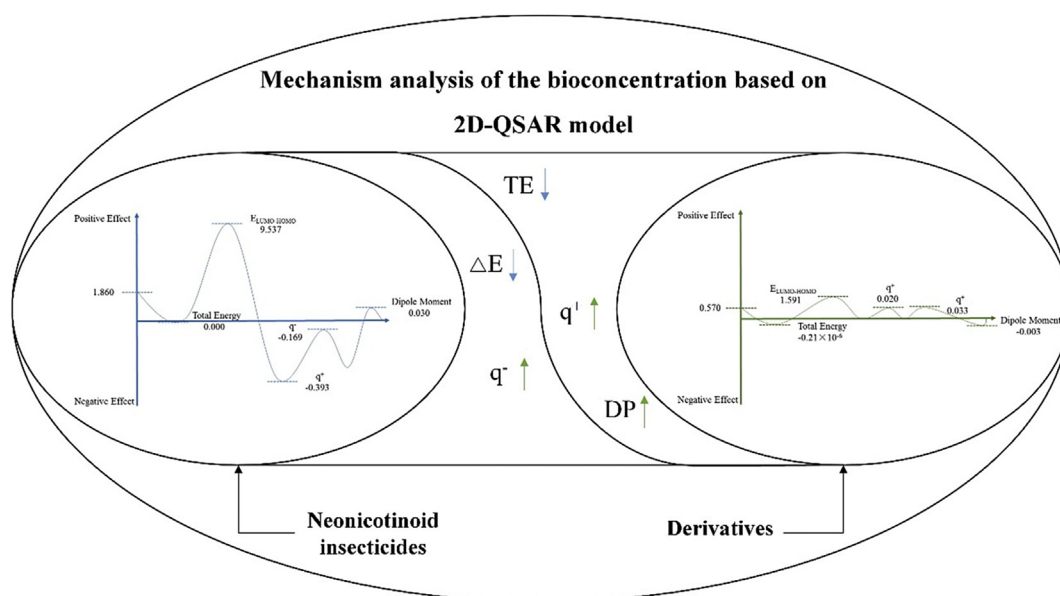 Mechanism analysis of the bioconcentration based on
2D-QSAR model
TE ↓
△E ↓
q⁺ ↑
q⁻ ↑
DP ↑
Positive Effect
E_LUMO-HOMO
9.537
1.860
Total Energy
0.000
q⁻
-0.169
q⁺
-0.393
Dipole Moment
0.030
Negative Effect
Positive Effect
E_LUMO-HOMO
1.591
0.570
Total Energy
-0.21×10⁻⁶
q⁺
0.020
q⁺
0.033
Dipole Moment
-0.003
Negative Effect
Neonicotinoid
insecticides
Derivatives